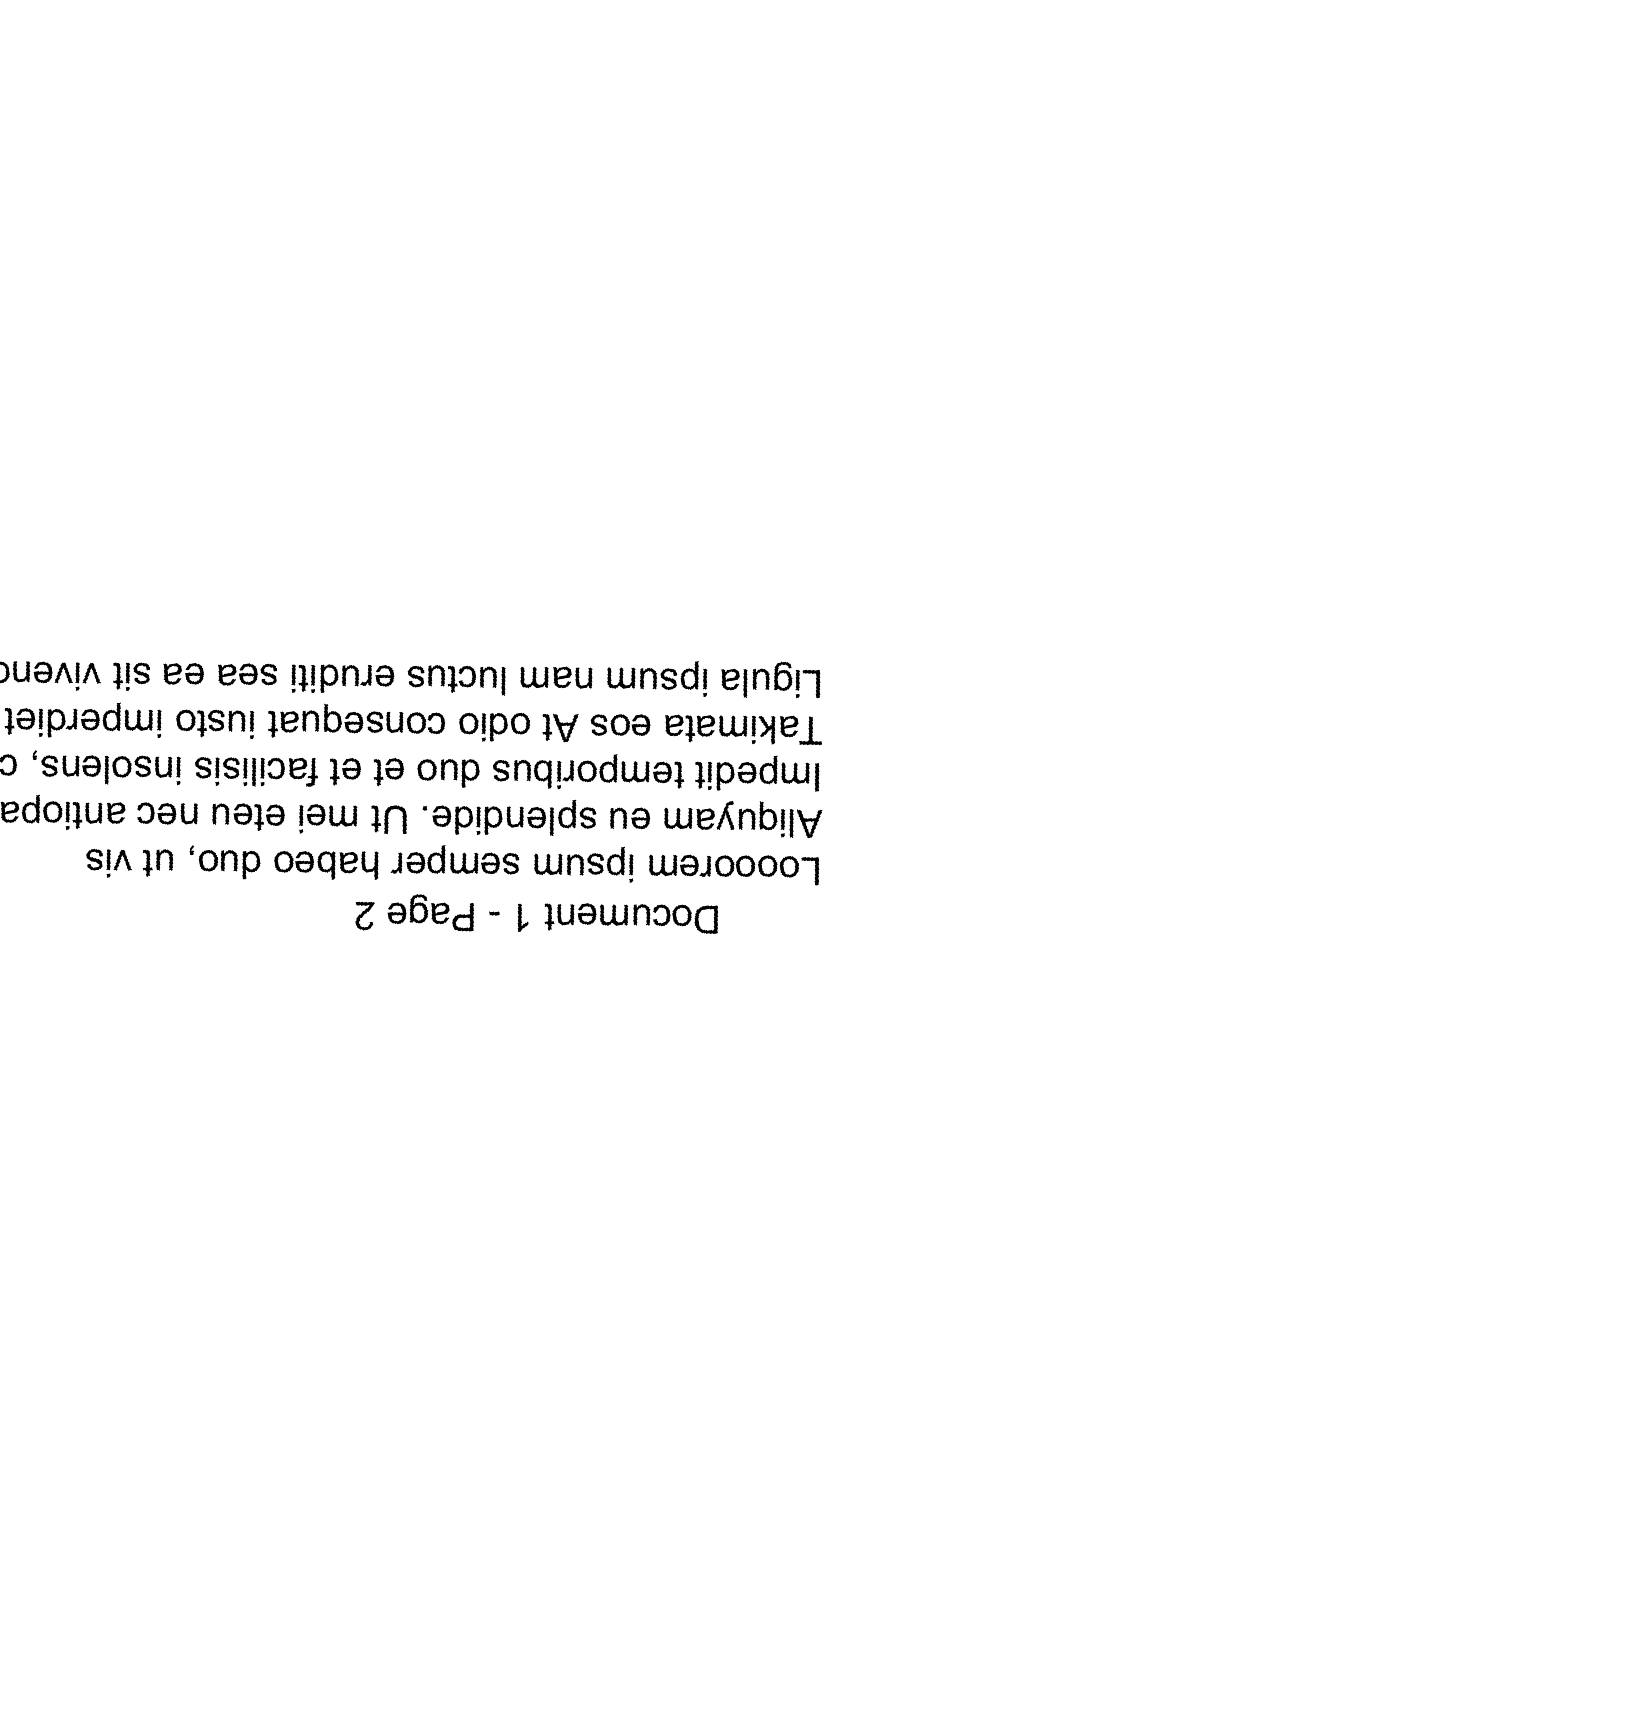 Document 1 - Page 2
Loooorem ipsum semper habeo duo, ut vis
Aliquyam eu splendide. Ut mei eteu nec antiopa
Impedit temporibus duo et et facilisis insolens, c
Takimata eos At odio consequat iusto imperdiet
Ligula ipsum nam luctus eruditi sea ea sit vivend